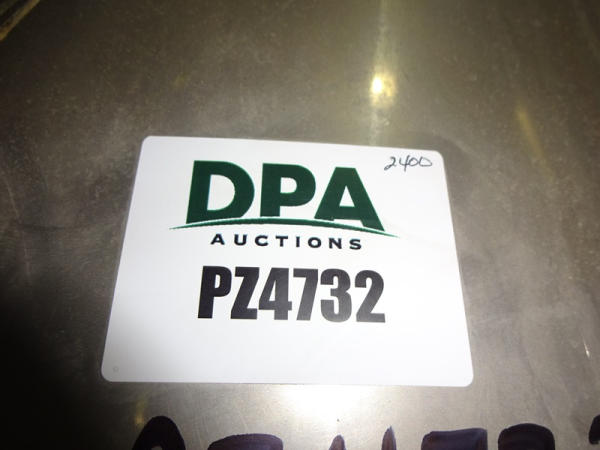 2400
DPA
AUCTIONS
PZ4732